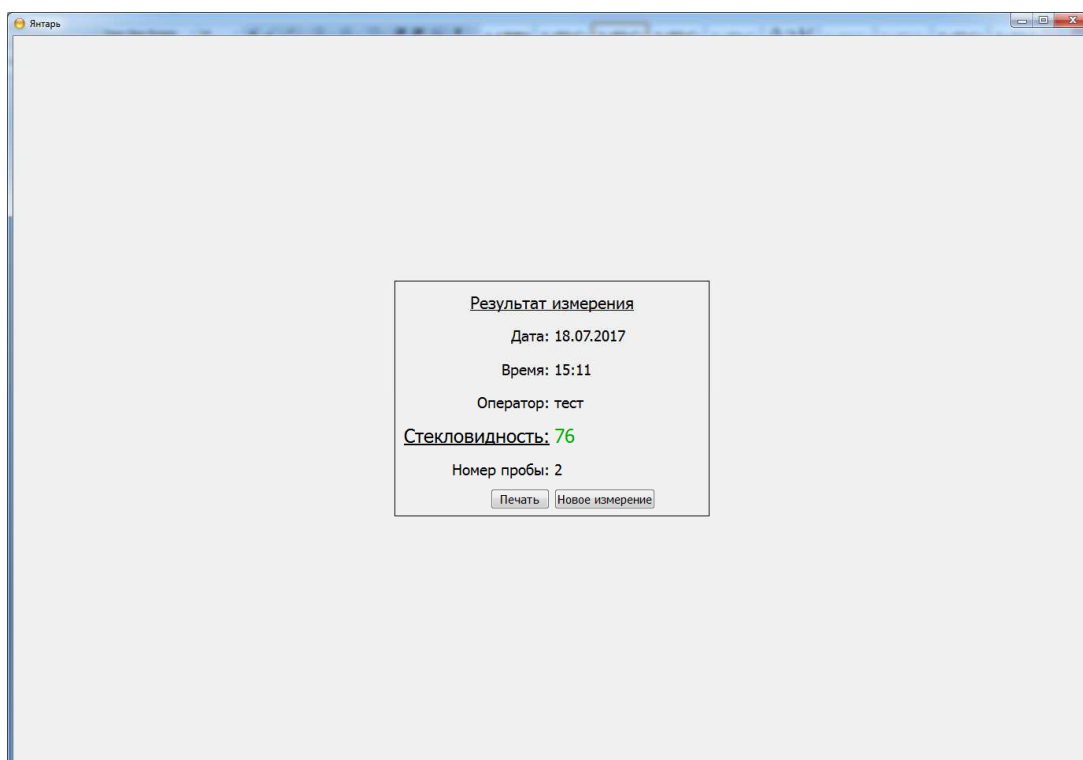 Янтарь
Результат измерения
Дата: 18.07.2017
Время: 15:11
Оператор: тест
Стекловидность: 76
Номер пробы: 2
Печать Новое измерение